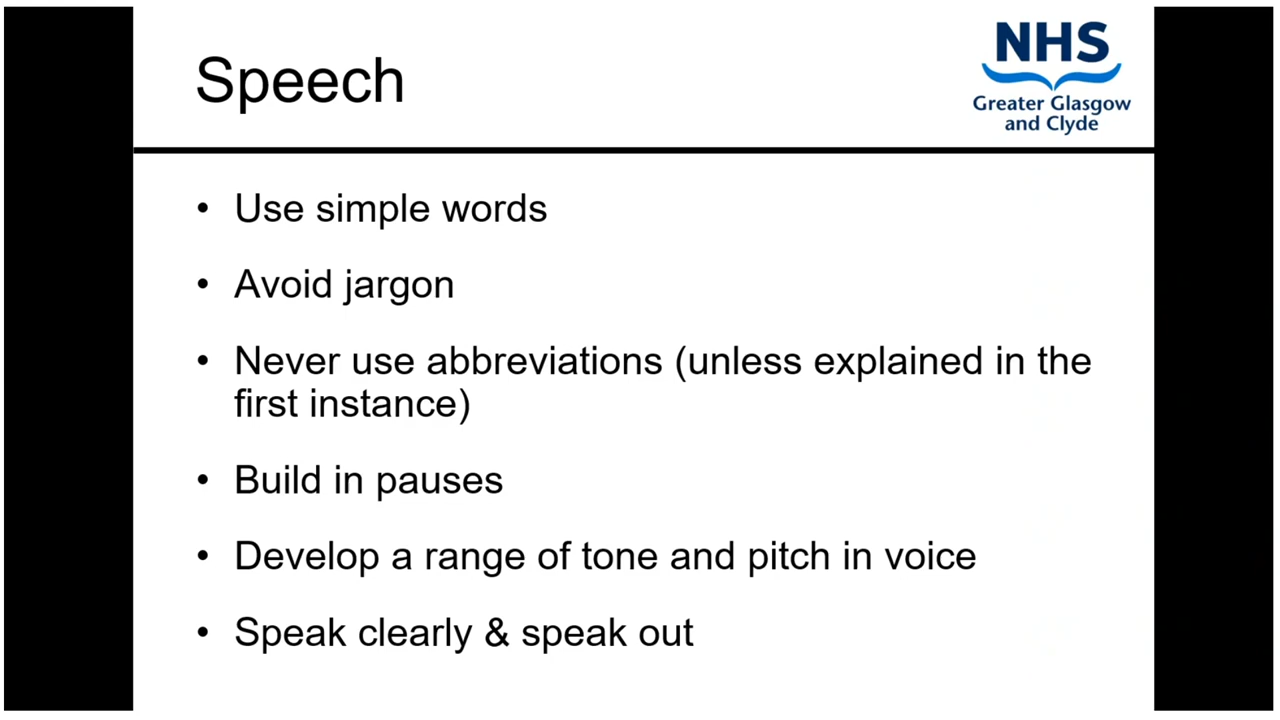 Speech
NHS
Greater Glasgow
and Clyde
• Use simple words
• Avoid jargon
• Never use abbreviations (unless explained in the
first instance)
• Build in pauses
• Develop a range of tone and pitch in voice
• Speak clearly & speak out